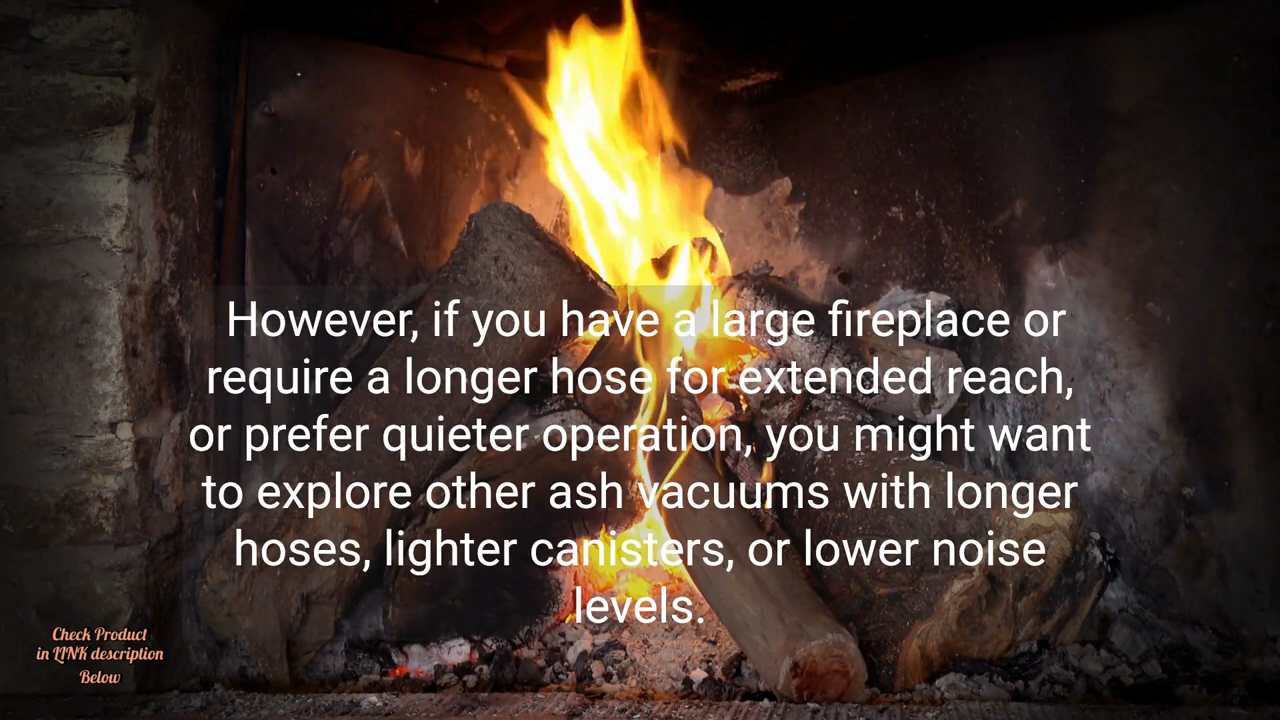 However, if you have a large fireplace or
require a longer hose for extended reach,
or prefer quieter operation, you might want
to explore other ash vacuums with longer
hoses, lighter canisters, or lower noise
levels.
Check Product
in LINK description
Below